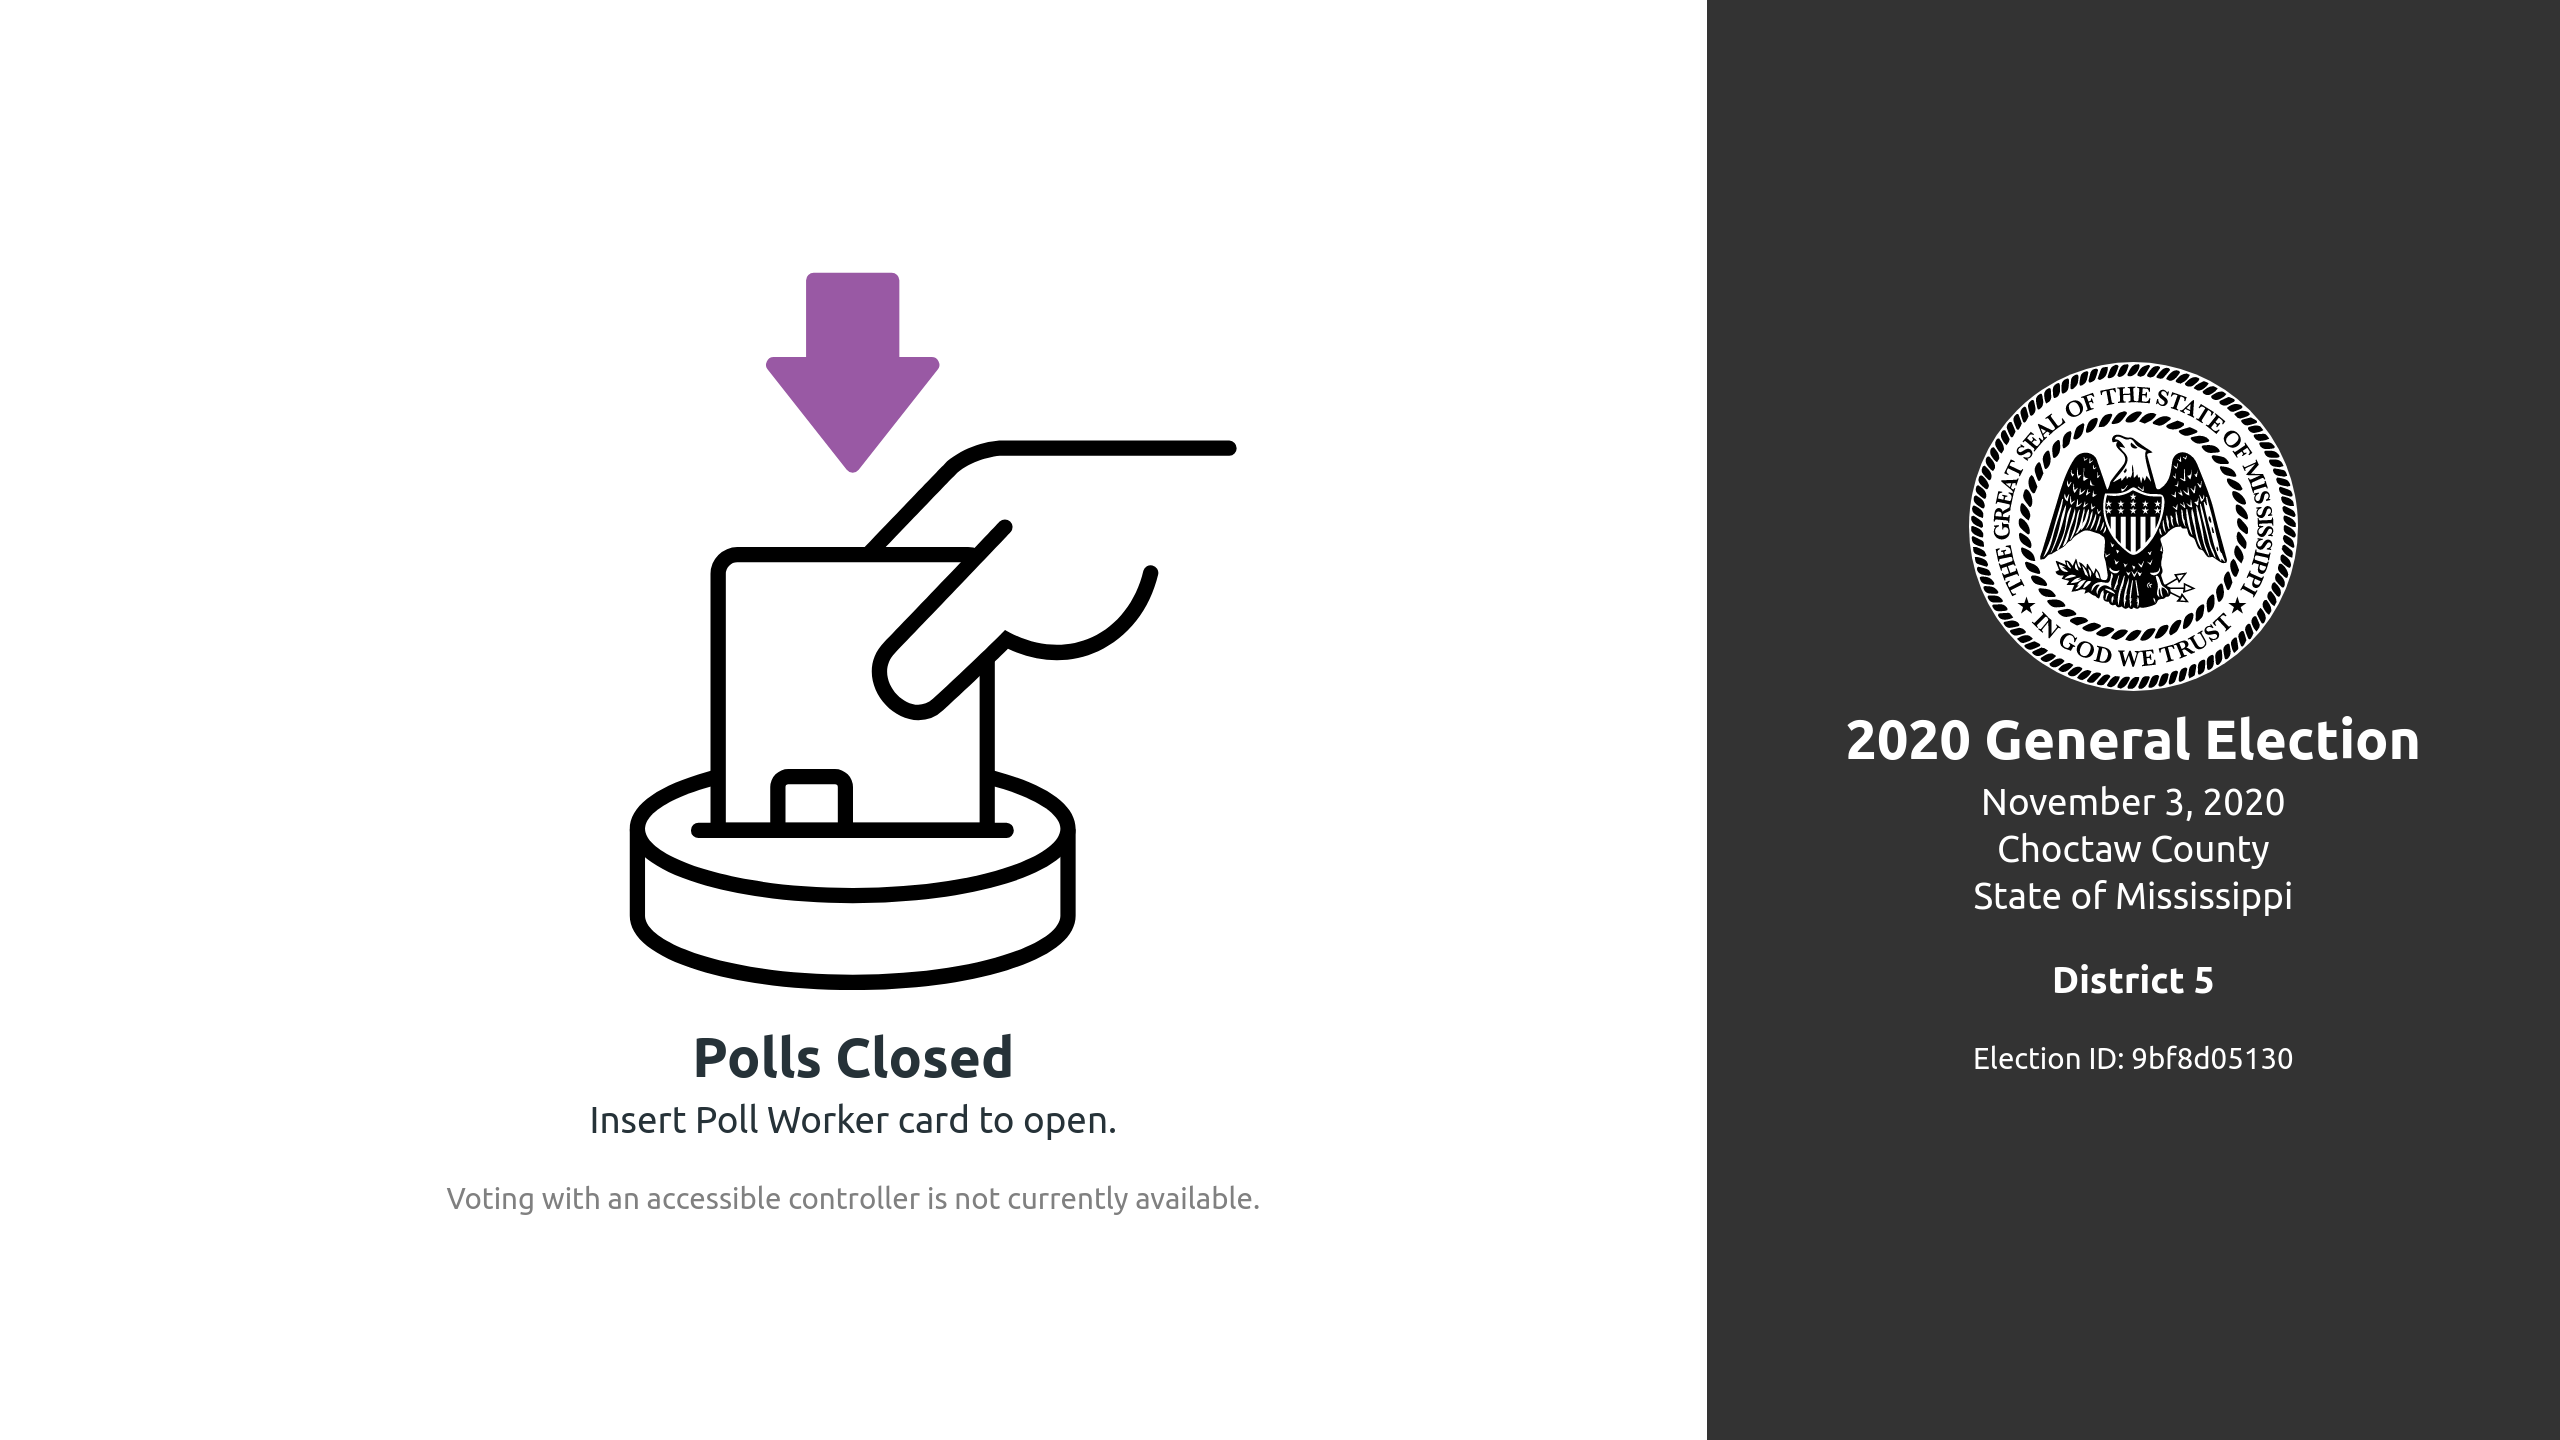 Polls Closed
Insert Poll Worker card to open.
Voting with an accessible controller is not currently available.
THE GREAT SEAL OF THE STATE OF MISSISSIPPI
★ IN GOD WE TRUST ★
2020 General Election
November 3, 2020
Choctaw County
State of Mississippi
District 5
Election ID: 9bf8d05130